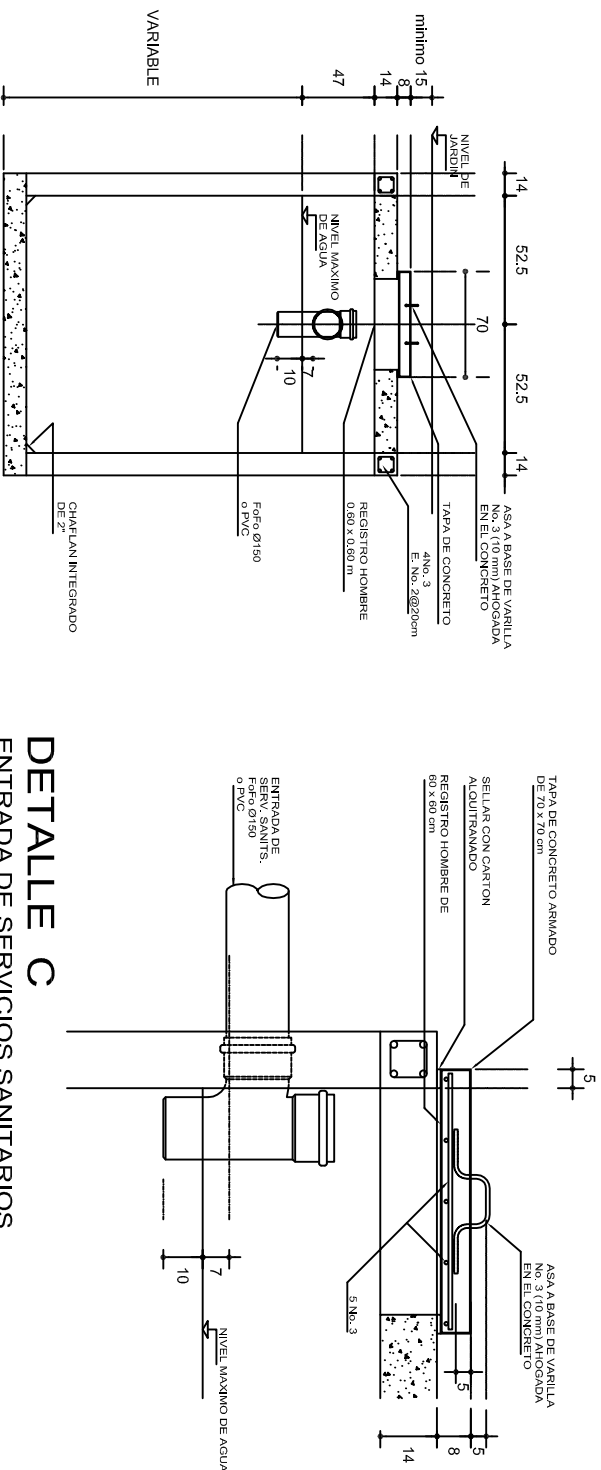 14
52.5
70
52.5
14
minimo 15
8
14
47
VARIABLE
NIVEL DE
JARDIN
NIVEL MAXIMO
DE AGUA
7
10
ASA A BASE DE VARILLA
No. 3 (10 mm) AHOGADA
EN EL CONCRETO
TAPA DE CONCRETO
4No. 3
E. No. 2@20cm
REGISTRO HOMBRE
0.60 x 0.60 m
FoFo Ø150
o PVC
CHAFLAN INTEGRADO
DE 2"
TAPA DE CONCRETO ARMADO
DE 70 x 70 cm
SELLAR CON CARTON
ALQUITRANADO
REGISTRO HOMBRE DE
60 x 60 cm
ENTRADA DE
SERV. SANITS.
FoFo Ø150
o PVC
5
ASA A BASE DE VARILLA
No. 3 (10 mm) AHOGADA
EN EL CONCRETO
5
5
8
14
5 No. 3
7
10
NIVEL MAXIMO DE AGUA
DETALLE C
ENTRADA DE SERVICIOS SANITARIOS